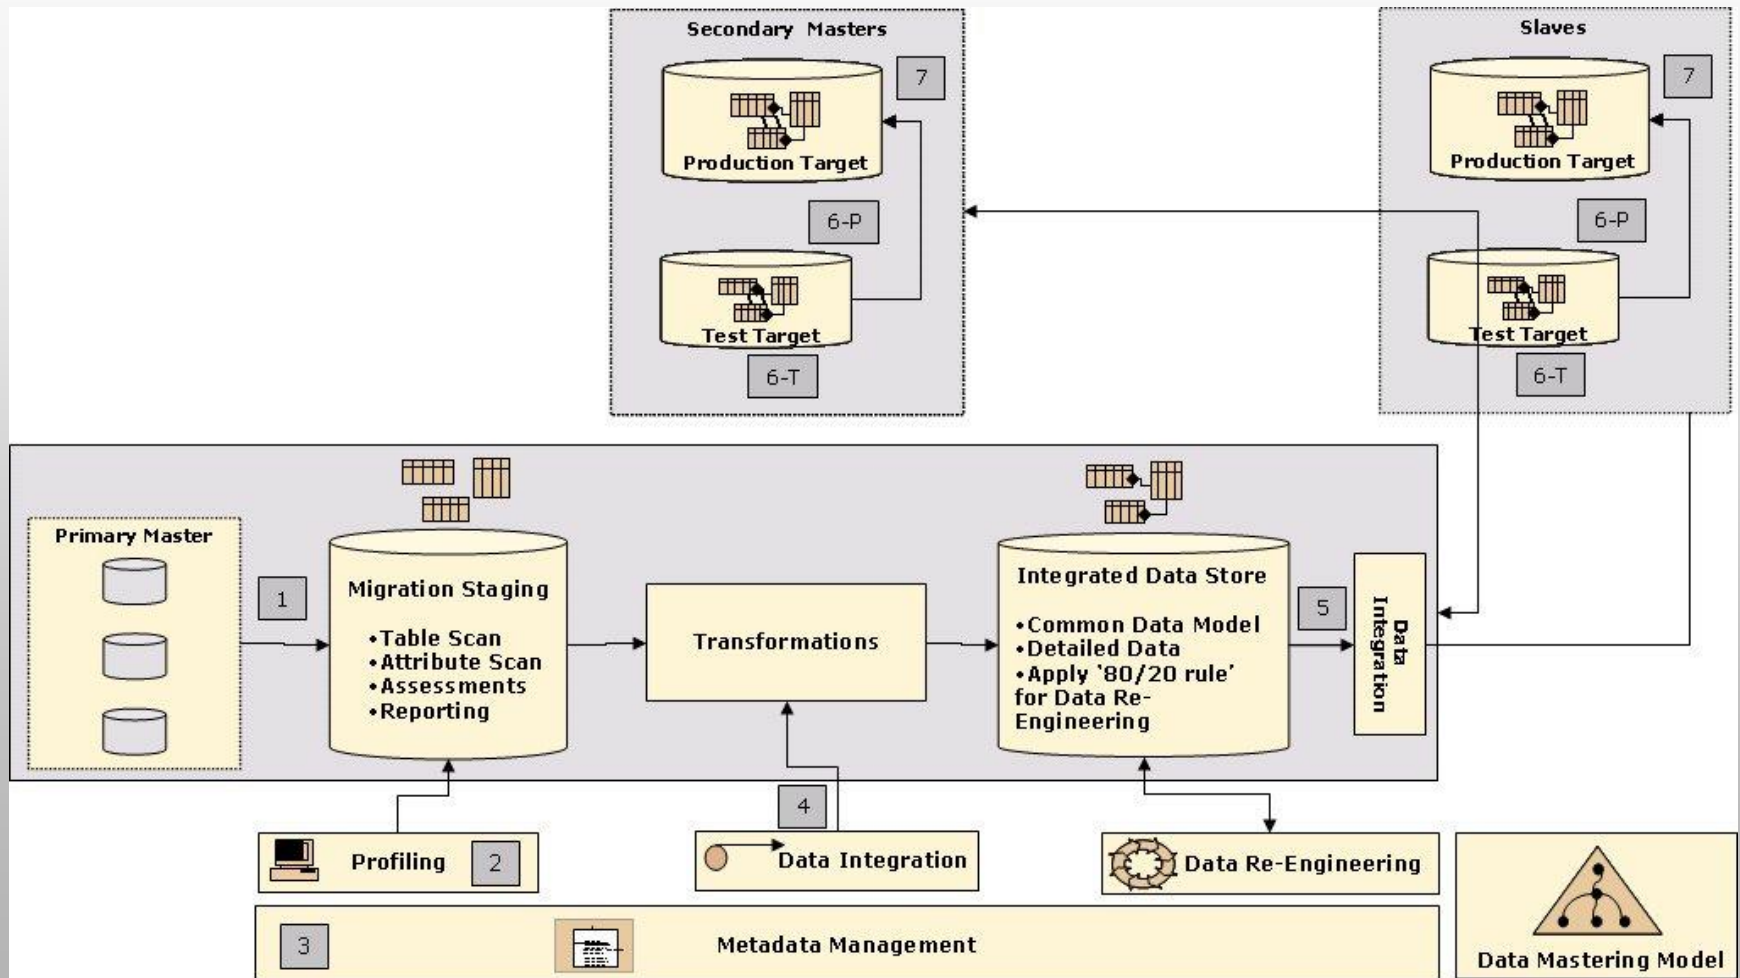 Secondary Masters
7
Production Target
6-P
Test Target
6-T
Slaves
7
Production Target
6-P
Test Target
6-T
Primary Master
1
Migration Staging
•Table Scan
•Attribute Scan
•Assessments
•Reporting
Transformations
Integrated Data Store
•Common Data Model
•Detailed Data
•Apply '80/20 rule'
for Data Re-
Engineering
5
Data
Integration
Profiling
2
4
Data Integration
Data Re-Engineering
3
Metadata Management
Data Mastering Model